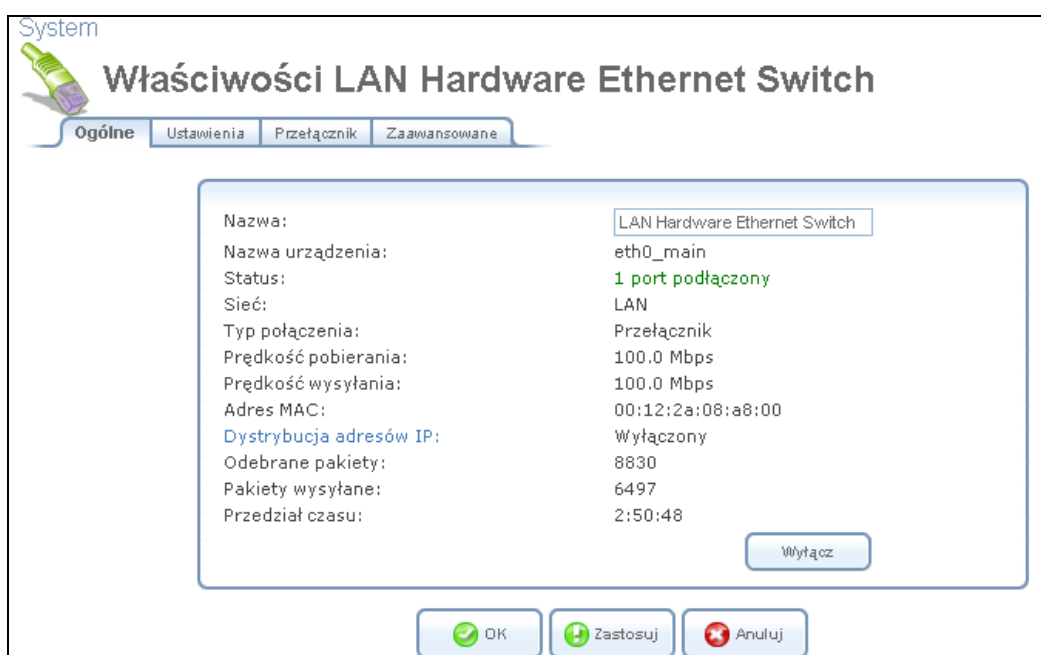 System
Właściwości LAN Hardware Ethernet Switch
Ogólne Ustawienia Przełącznik Zaawansowane
Nazwa: LAN Hardware Ethernet Switch
Nazwa urządzenia: eth0_main
Status: 1 port podłączony
Sieć: LAN
Typ połączenia: Przełącznik
Prędkość pobierania: 100.0 Mbps
Prędkość wysyłania: 100.0 Mbps
Adres MAC: 00:12:2a:08:a8:00
Dystrybucja adresów IP: Wyłączony
Odebrane pakiety: 8830
Pakiety wysyłane: 6497
Przedział czasu: 2:50:48
Wyłącz
OK Zastosuj Anuluj